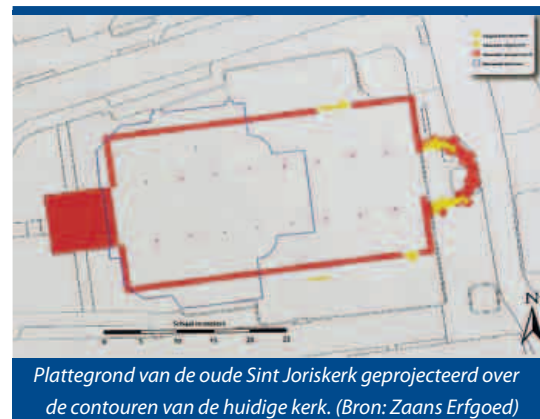 Schaal in meters
0 5 10 15 20 25
N
Plattegrond van de oude Sint Joriskerk geprojecteerd over
de contouren van de huidige kerk. (Bron: Zaans Erfgoed)